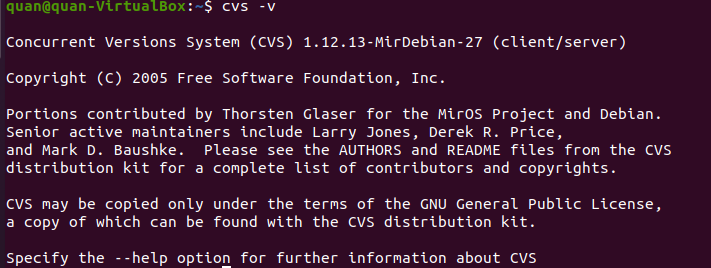 quan@quan-VirtualBox:~$ cvs -v
Concurrent Versions System (CVS) 1.12.13-MirDebian-27 (client/server)
Copyright (C) 2005 Free Software Foundation, Inc.
Portions contributed by Thorsten Glaser for the MirOS Project and Debian.
Senior active maintainers include Larry Jones, Derek R. Price,
and Mark D. Baushke.  Please see the AUTHORS and README files from the CVS
distribution kit for a complete list of contributors and copyrights.
CVS may be copied only under the terms of the GNU General Public License,
a copy of which can be found with the CVS distribution kit.
Specify the --help option for further information about CVS